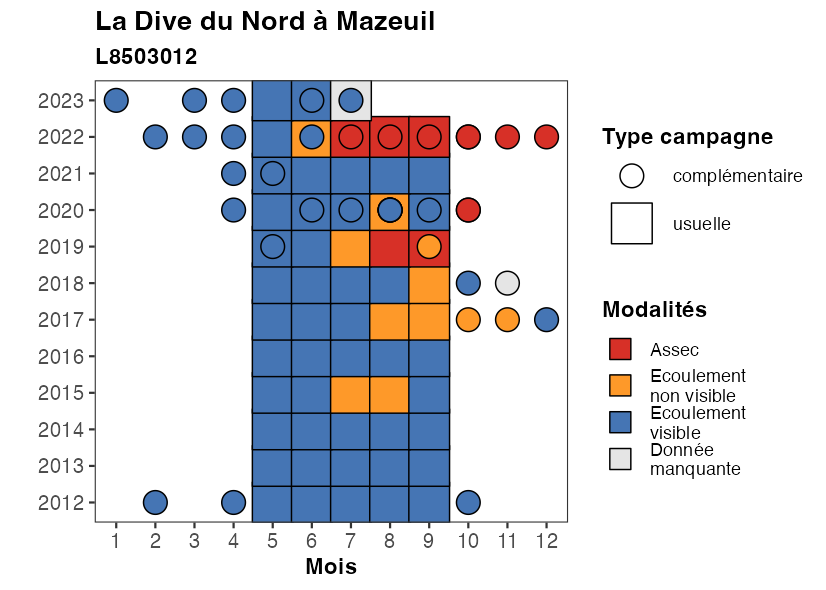 La Dive du Nord à Mazeuil
L8503012
2023
2022
2021
2020
2019
2018
2017
2016
2015
2014
2013
2012
1 2 3 4 5 6 7 8 9 10 11 12
Mois
Type campagne
complémentaire
usuelle
Modalités
Assec
Ecoulement
non visible
Ecoulement
visible
Donnée
manquante